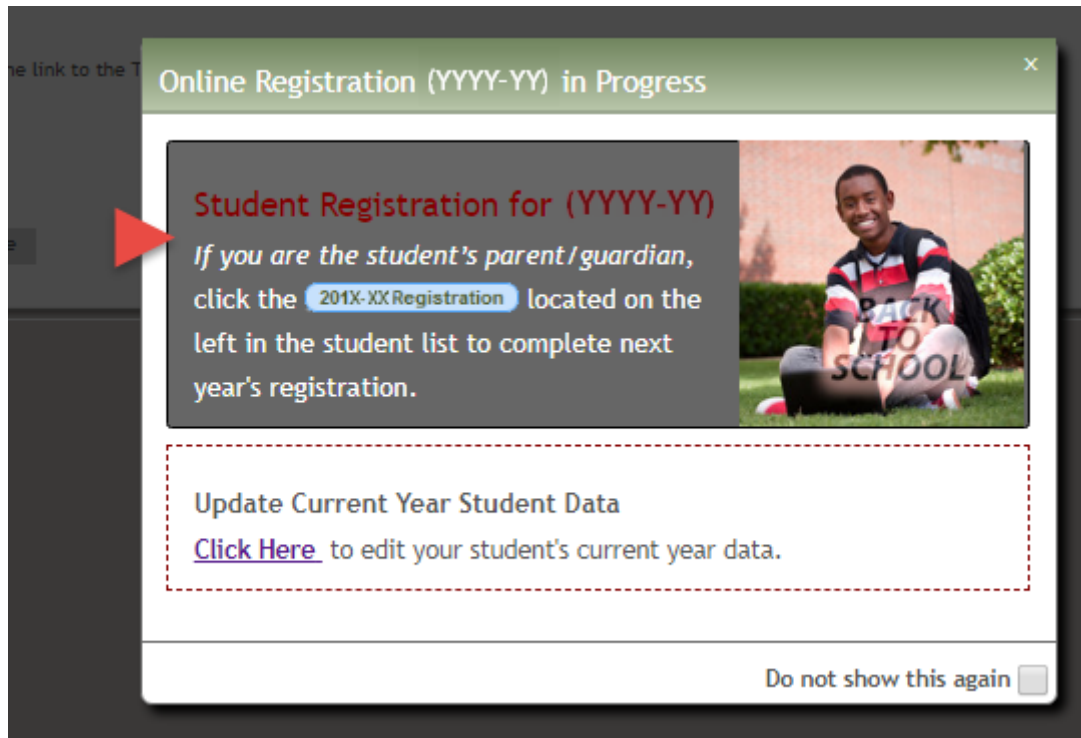 ne link to the T
Online Registration (YYYY-YY) in Progress
×
Student Registration for (YYYY-YY)
If you are the student's parent/guardian,
click the 201X-XX Registration located on the
left in the student list to complete next
year's registration.
BACK
TO
SCHOOL
Update Current Year Student Data
Click Here to edit your student's current year data.
Do not show this again